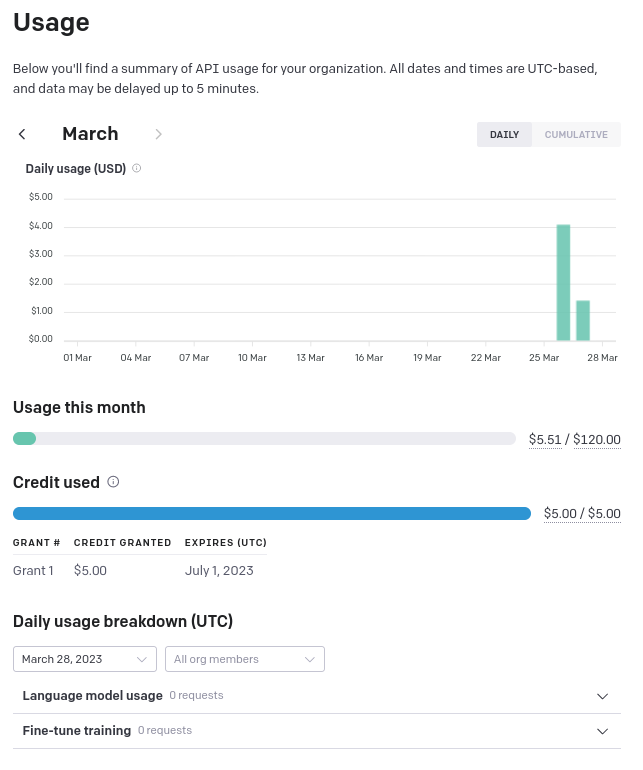 Usage
Below you'll find a summary of API usage for your organization. All dates and times are UTC-based,
and data may be delayed up to 5 minutes.
March
DAILY CUMULATIVE
Daily usage (USD)
$5.00
$4.00
$3.00
$2.00
$1.00
$0.00
01 Mar 04 Mar 07 Mar 10 Mar 13 Mar 16 Mar 19 Mar 22 Mar 25 Mar 28 Mar
Usage this month
$5.51 / $120.00
Credit used
$5.00 / $5.00
GRANT # CREDIT GRANTED EXPIRES (UTC)
Grant 1 $5.00 July 1, 2023
Daily usage breakdown (UTC)
March 28, 2023 All org members
Language model usage 0 requests
Fine-tune training 0 requests